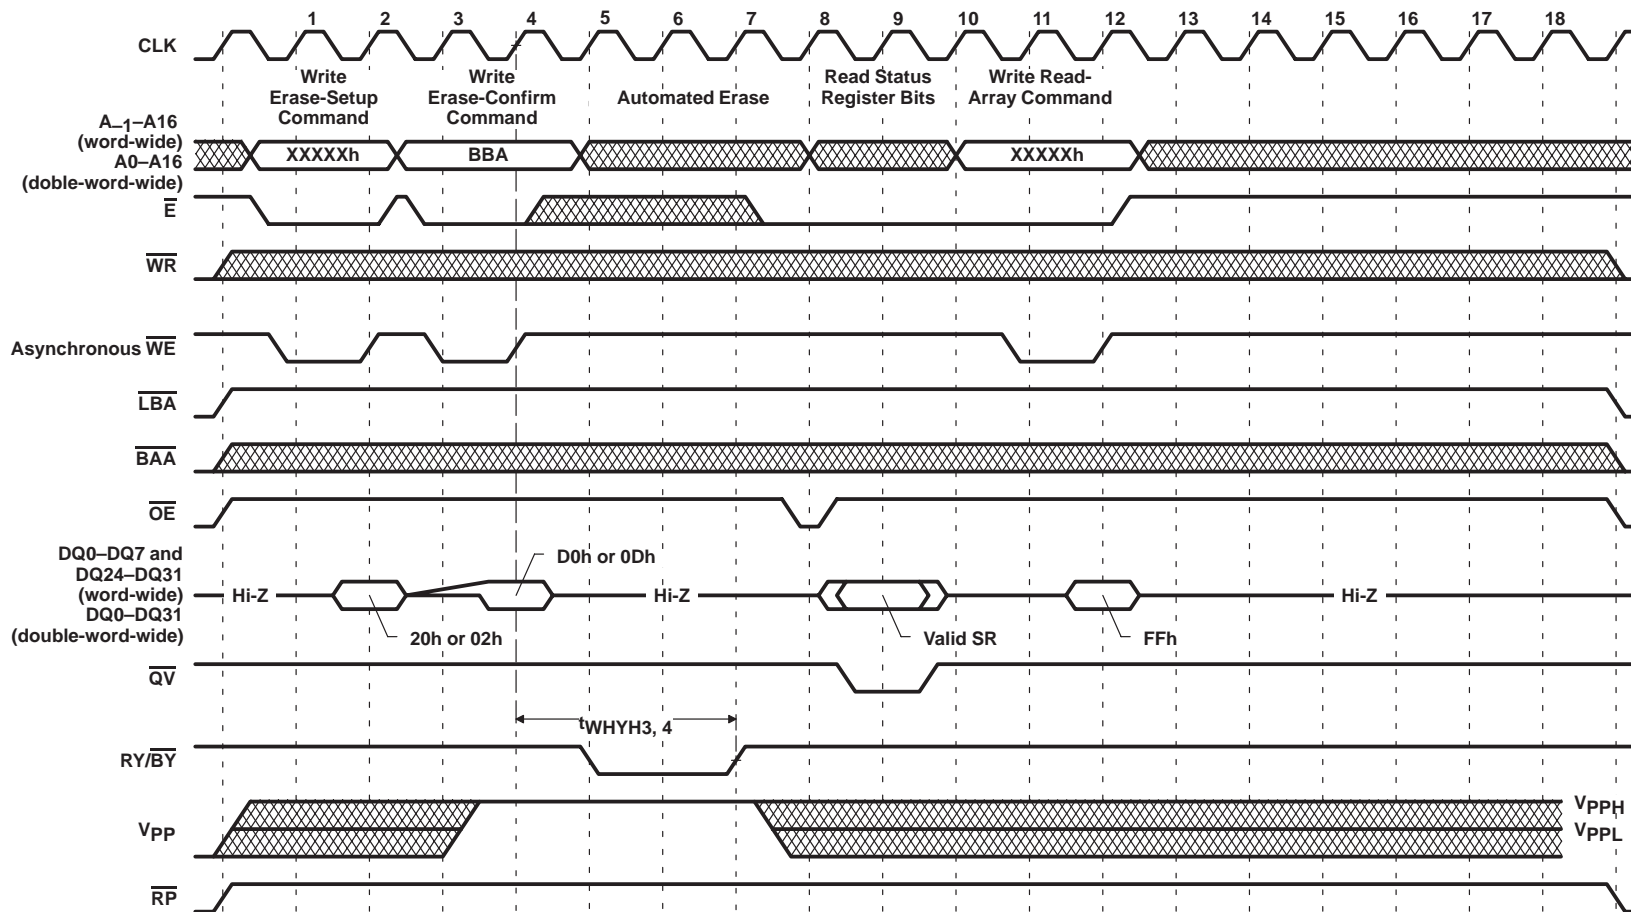 1 2 3 4 5 6 7 8 9 10 11 12 13 14 15 16 17 18
CLK
Write
Erase-Setup
Command
Write
Erase-Confirm
Command
Automated Erase
Read Status
Register Bits
Write Read-
Array Command
A–1–A16
(word-wide)
A0–A16
(doble-word-wide)
XXXXXh
BBA
XXXXXh
E
WR
Asynchronous WE
LBA
BAA
OE
DQ0–DQ7 and
DQ24–DQ31
(word-wide)
DQ0–DQ31
(double-word-wide)
Hi-Z
20h or 02h
D0h or 0Dh
Hi-Z
Valid SR
FFh
Hi-Z
QV
tWHYH3, 4
RY/BY
VPP
VPPH
VPPL
RP